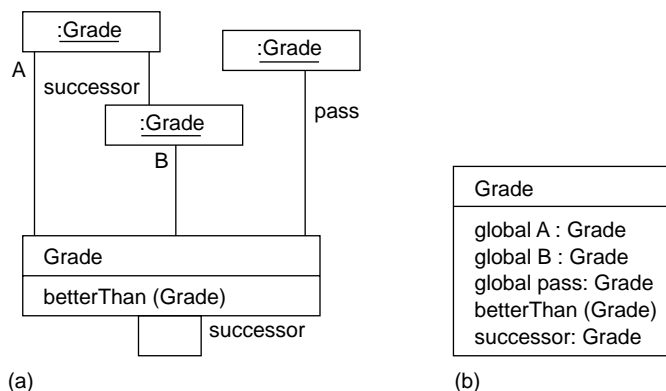 :Grade
:Grade
A
successor
:Grade
pass
B
Grade
betterThan (Grade)
successor
(a)
Grade
global A : Grade
global B : Grade
global pass: Grade
betterThan (Grade)
successor: Grade
(b)